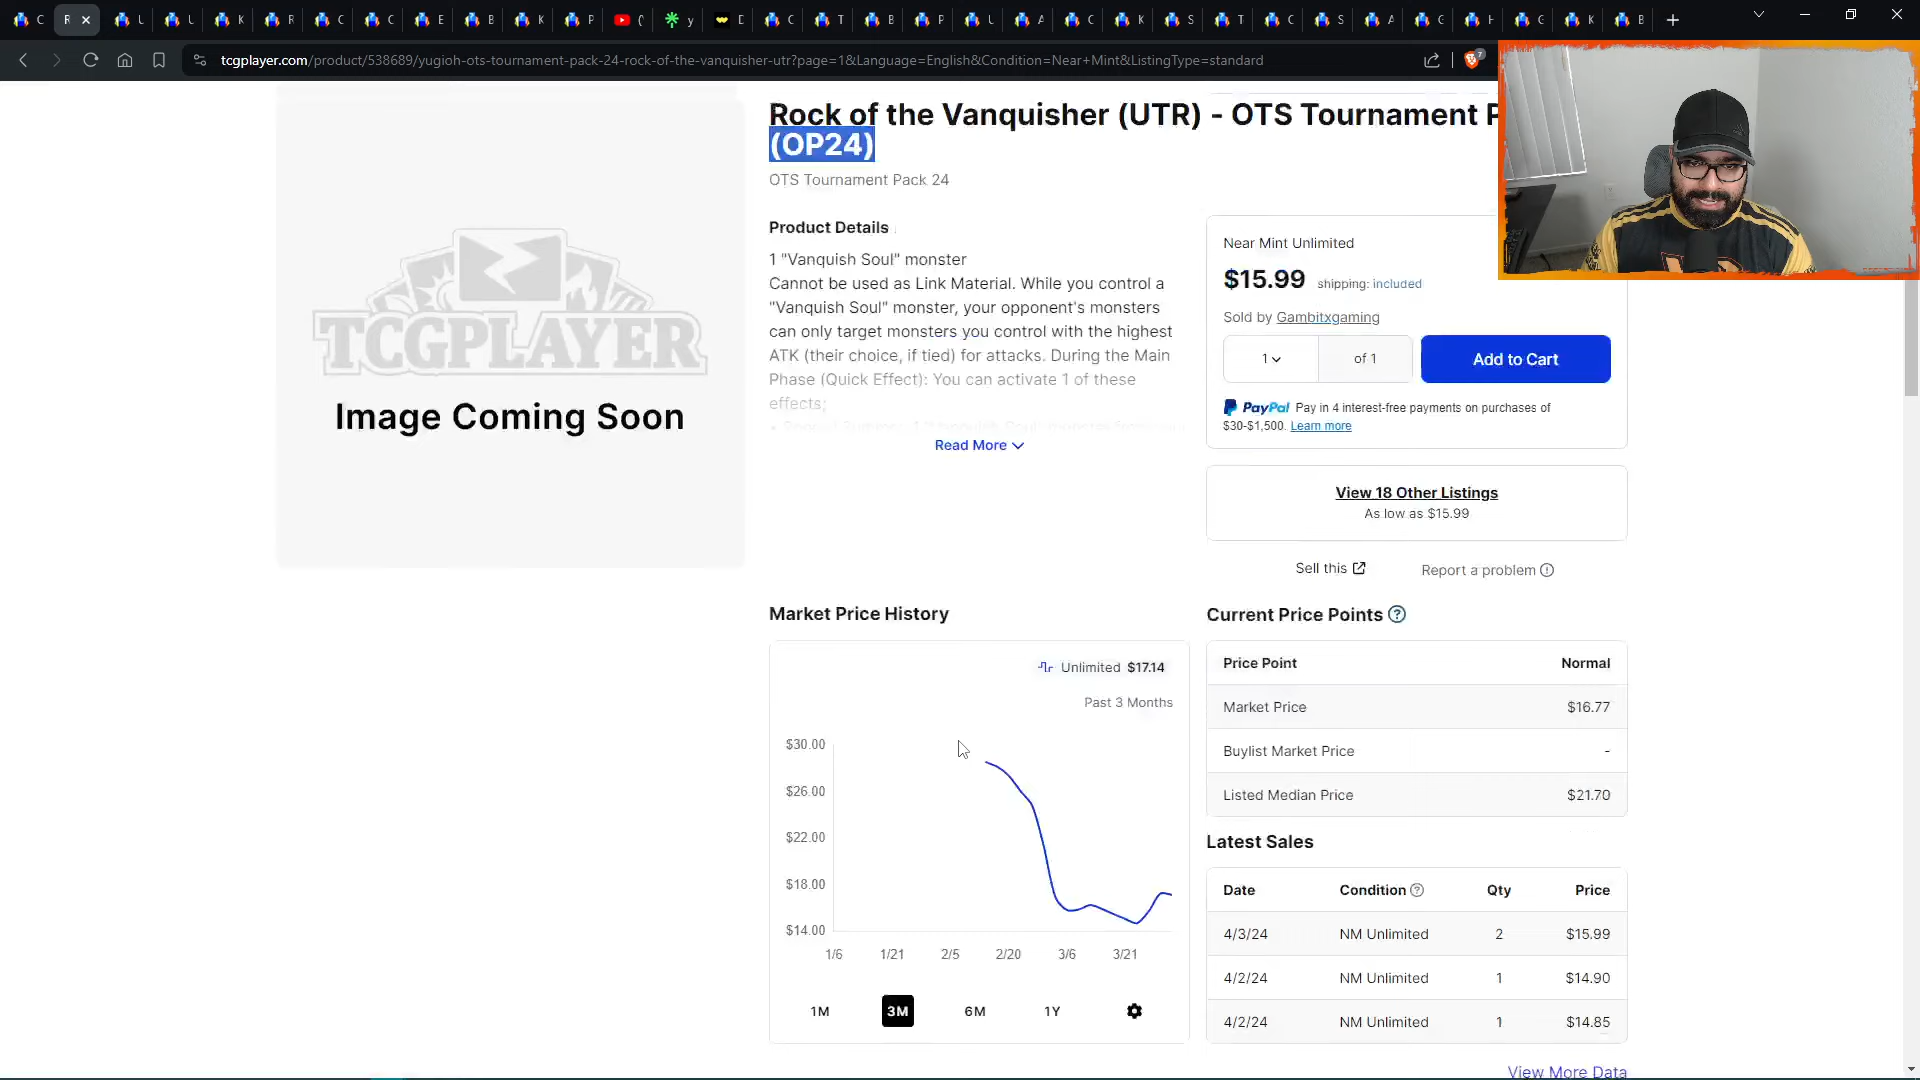 C
R
U
U
K
R
C
C
E
B
K
P
(
y
D
C
T
B
P
U
A
C
K
S
T
C
S
A
G
H
G
K
B
tcgplayer.com/product/538689/yugioh-ots-tournament-pack-24-rock-of-the-vanquisher-utr?page=1&Language=English&Condition=Near+Mint&ListingType=standard
7
TCGPLAYER
Image Coming Soon
Rock of the Vanquisher (UTR) - OTS Tournament P
(OP24)
OTS Tournament Pack 24
Product Details
1 "Vanquish Soul" monster
Cannot be used as Link Material. While you control a
"Vanquish Soul" monster, your opponent's monsters
can only target monsters you control with the highest
ATK (their choice, if tied) for attacks. During the Main
Phase (Quick Effect): You can activate 1 of these
effects;
Read More
Near Mint Unlimited
$15.99 shipping: included
Sold by Gambitxgaming
1
of 1
Add to Cart
PayPal Pay in 4 interest-free payments on purchases of
$30-$1,500. Learn more
View 18 Other Listings
As low as $15.99
Sell this
Report a problem
Market Price History
Unlimited $17.14
Past 3 Months
$30.00
$26.00
$22.00
$18.00
$14.00
1/6 1/21 2/5 2/20 3/6 3/21
1M 3M 6M 1Y
Current Price Points
Price Point Normal
Market Price $16.77
Buylist Market Price -
Listed Median Price $21.70
Latest Sales
Date Condition Qty Price
4/3/24 NM Unlimited 2 $15.99
4/2/24 NM Unlimited 1 $14.90
4/2/24 NM Unlimited 1 $14.85
View More Data